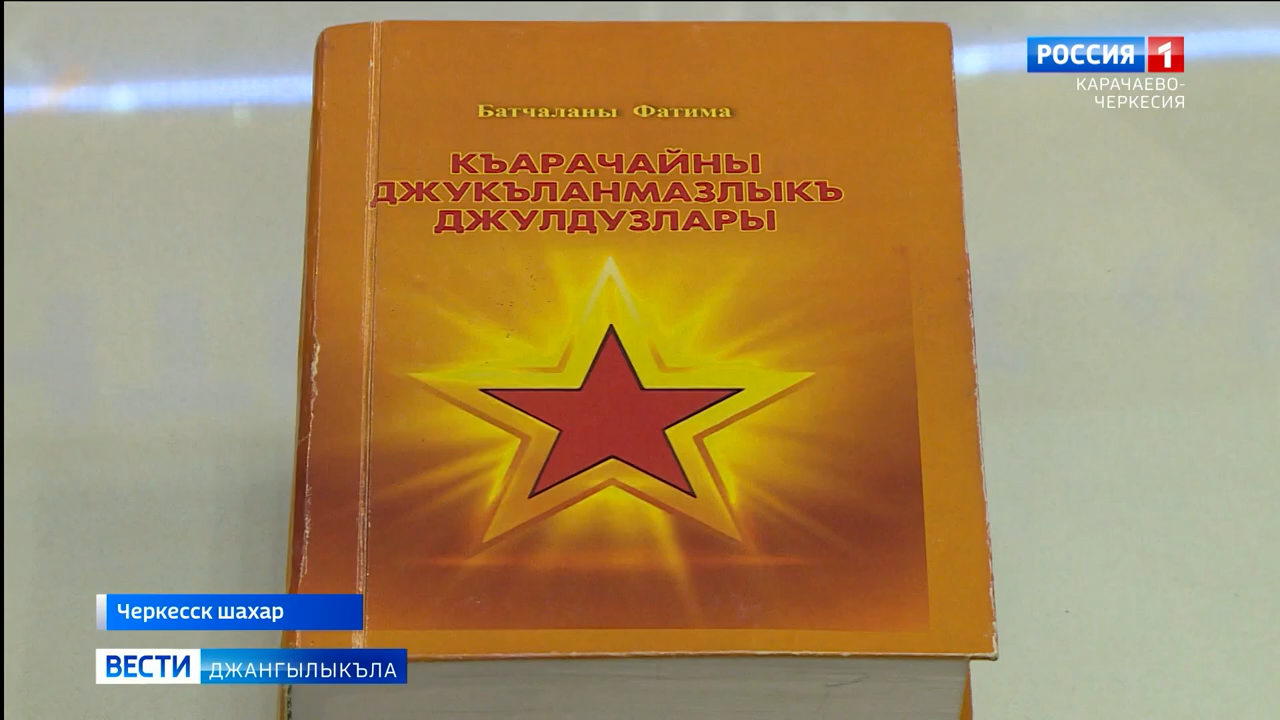 РОССИЯ 1
КАРАЧАЕВО-
ЧЕРКЕСИЯ
Батчаланы Фатима
КЪАРАЧАЙНЫ
ДЖУКЪЛАНМАЗЛЫКЪ
ДЖУЛДУЗЛАРЫ
Черкесск шахар
ВЕСТИ ДЖАНГЫЛЫКЪЛА